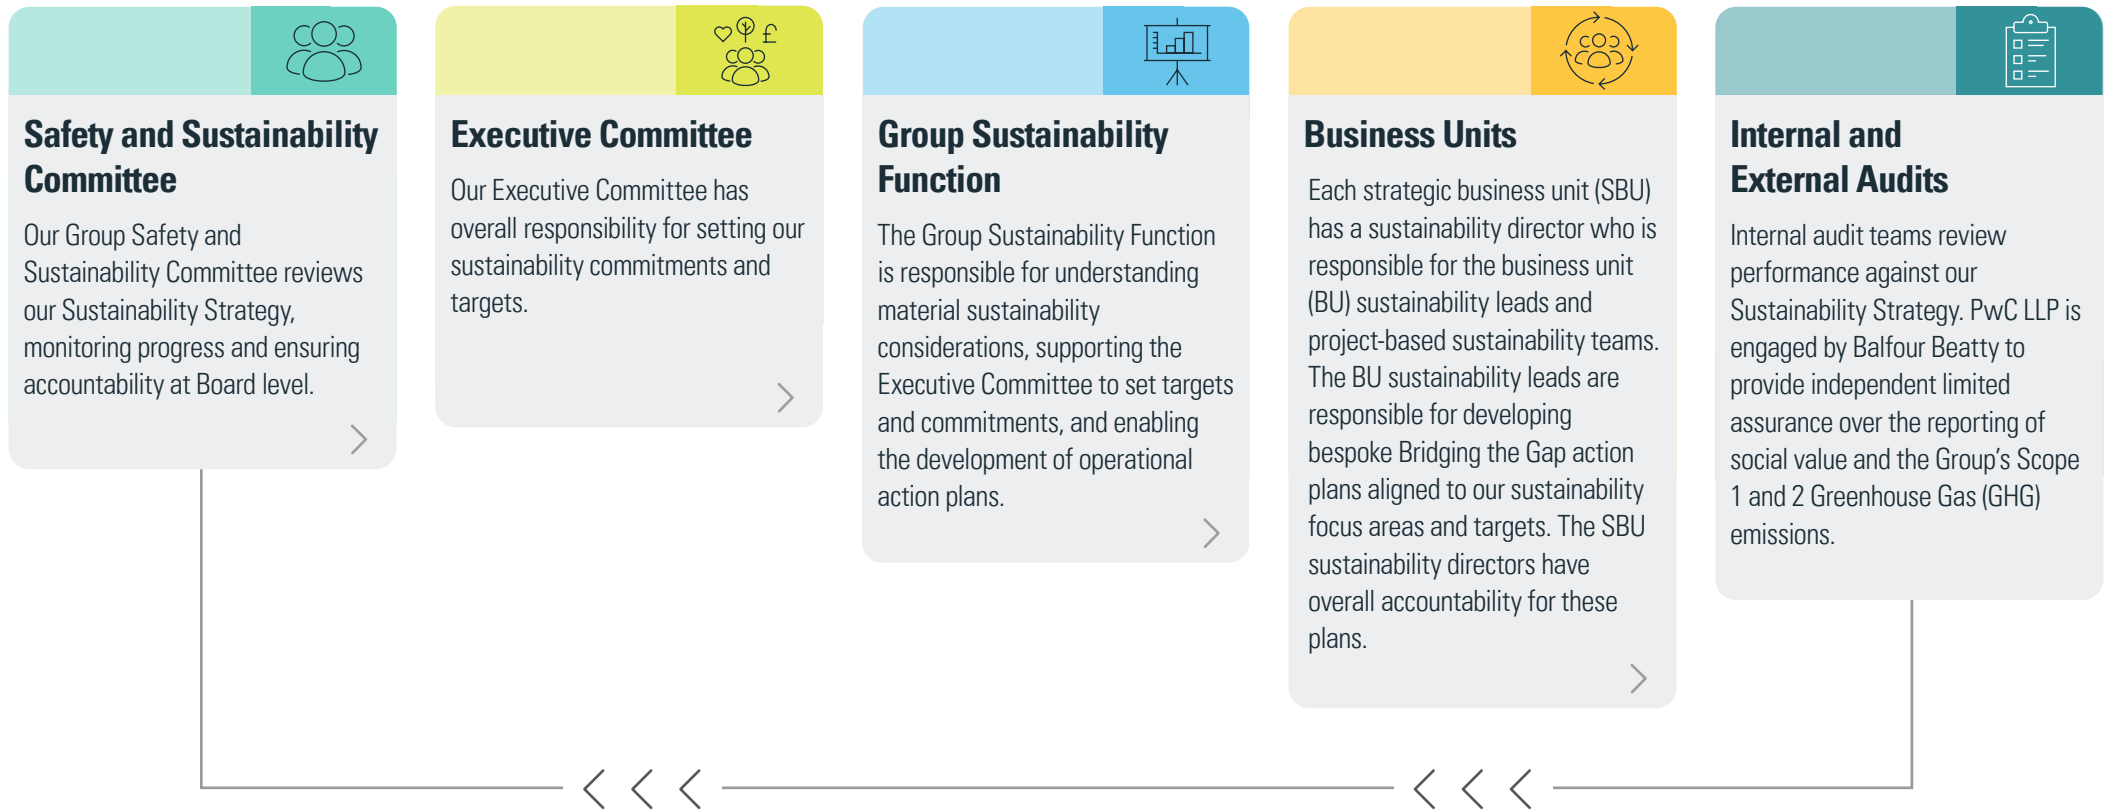 Safety and Sustainability
Committee
Our Group Safety and
Sustainability Committee reviews
our Sustainability Strategy,
monitoring progress and ensuring
accountability at Board level.
Executive Committee
Our Executive Committee has
overall responsibility for setting our
sustainability commitments and
targets.
Group Sustainability
Function
The Group Sustainability Function
is responsible for understanding
material sustainability
considerations, supporting the
Executive Committee to set targets
and commitments, and enabling
the development of operational
action plans.
Business Units
Each strategic business unit (SBU)
has a sustainability director who is
responsible for the business unit
(BU) sustainability leads and
project-based sustainability teams.
The BU sustainability leads are
responsible for developing
bespoke Bridging the Gap action
plans aligned to our sustainability
focus areas and targets. The SBU
sustainability directors have
overall accountability for these
plans.
Internal and
External Audits
Internal audit teams review
performance against our
Sustainability Strategy. PwC LLP is
engaged by Balfour Beatty to
provide independent limited
assurance over the reporting of
social value and the Group's Scope
1 and 2 Greenhouse Gas (GHG)
emissions.